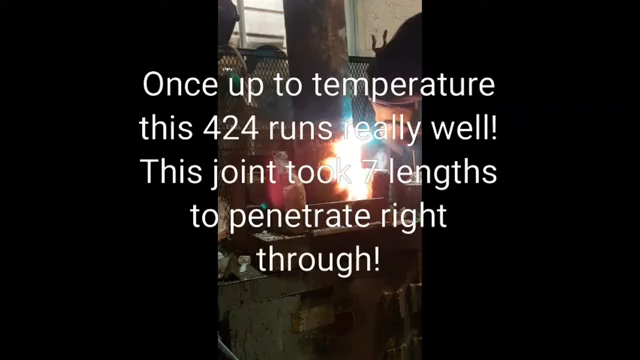 Once up to temperature
this 424 runs really well!
This joint took 7 lengths
to penetrate right
through!